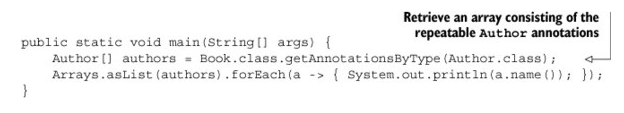 Retrieve an array consisting of the
repeatable Author annotations
public static void main(String[] args) {
    Author[] authors = Book.class.getAnnotationsByType(Author.class);
    Arrays.asList(authors).forEach(a -> { System.out.println(a.name()); });
}